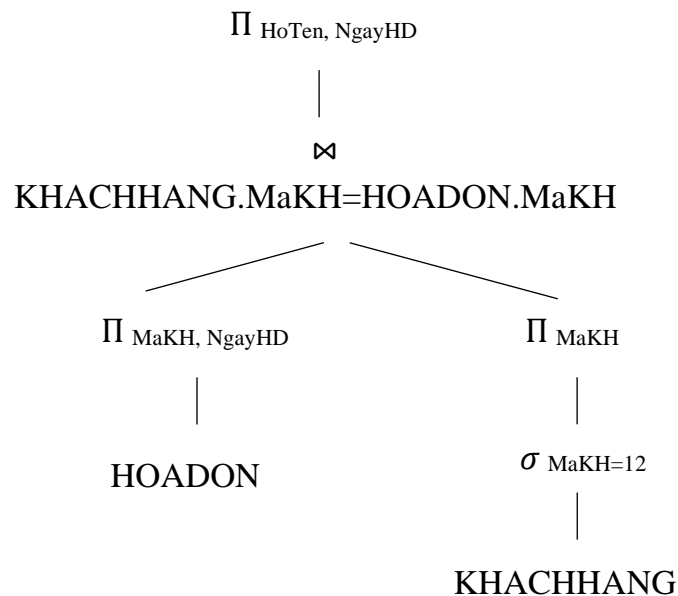 Π HoTen, NgayHD
⋈
KHACHHANG.MaKH=HOADON.MaKH
Π MaKH, NgayHD
Π MaKH
HOADON
σ MaKH=12
KHACHHANG